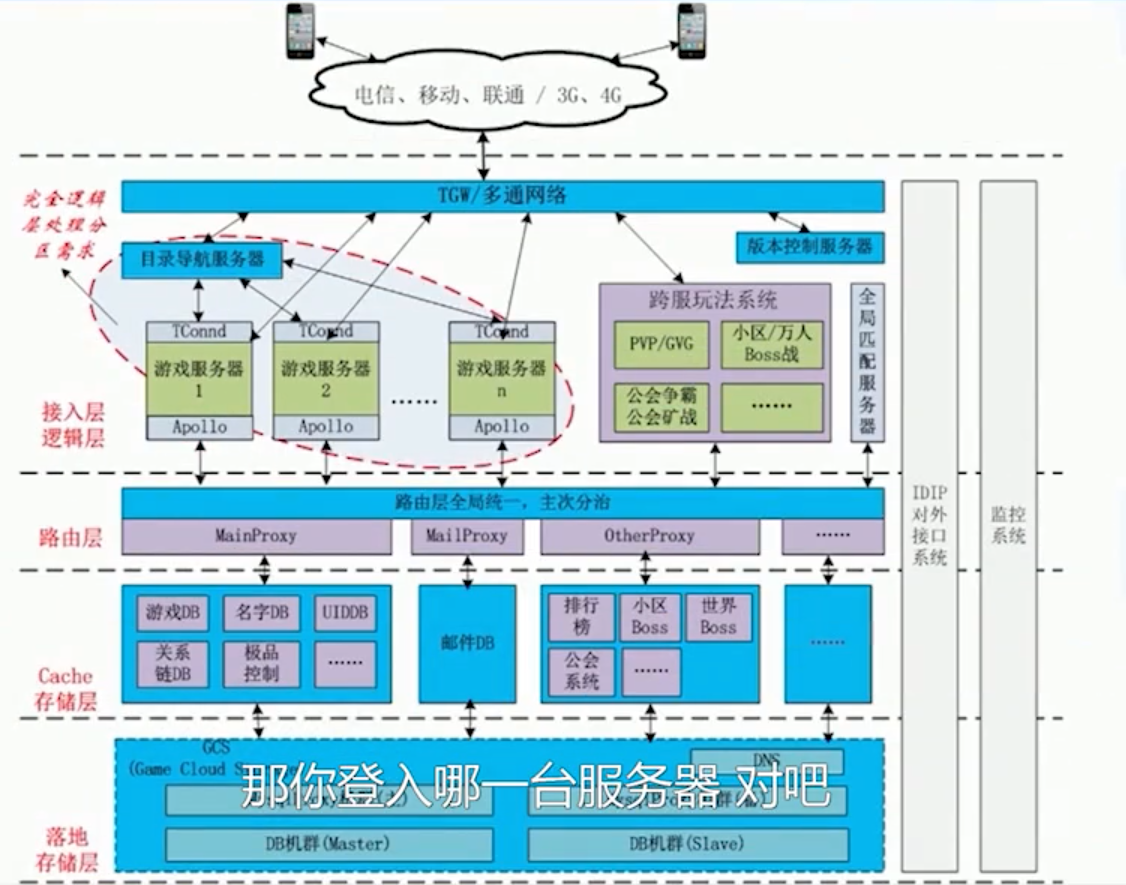 电信、移动、联通 / 3G、4G
TGW/多通网络
完全逻辑
层处理分
区需求
目录导航服务器
版本控制服务器
TConnd
游戏服务器
1
Apollo
TConnd
游戏服务器
2
Apollo
……
TConnd
游戏服务器
n
Apollo
跨服玩法系统
PVP/GVG
小区/万人
Boss战
公会争霸
公会矿战
……
全
局
匹
配
服
务
器
接入层
逻辑层
路由层全局统一，主次分治
路由层
MainProxy
MailProxy
OtherProxy
……
IDIP
对外
接口
系统
监控
系统
游戏DB
名字DB
UIDDB
关系
链DB
极品
控制
……
邮件DB
排行
榜
小区
Boss
世界
Boss
公会
系统
……
……
Cache
存储层
GCS
(Game Cloud
DNS
那你登入哪一台服务器 对吧
DB机群(Master)
DB机群(Slave)
落地
存储层